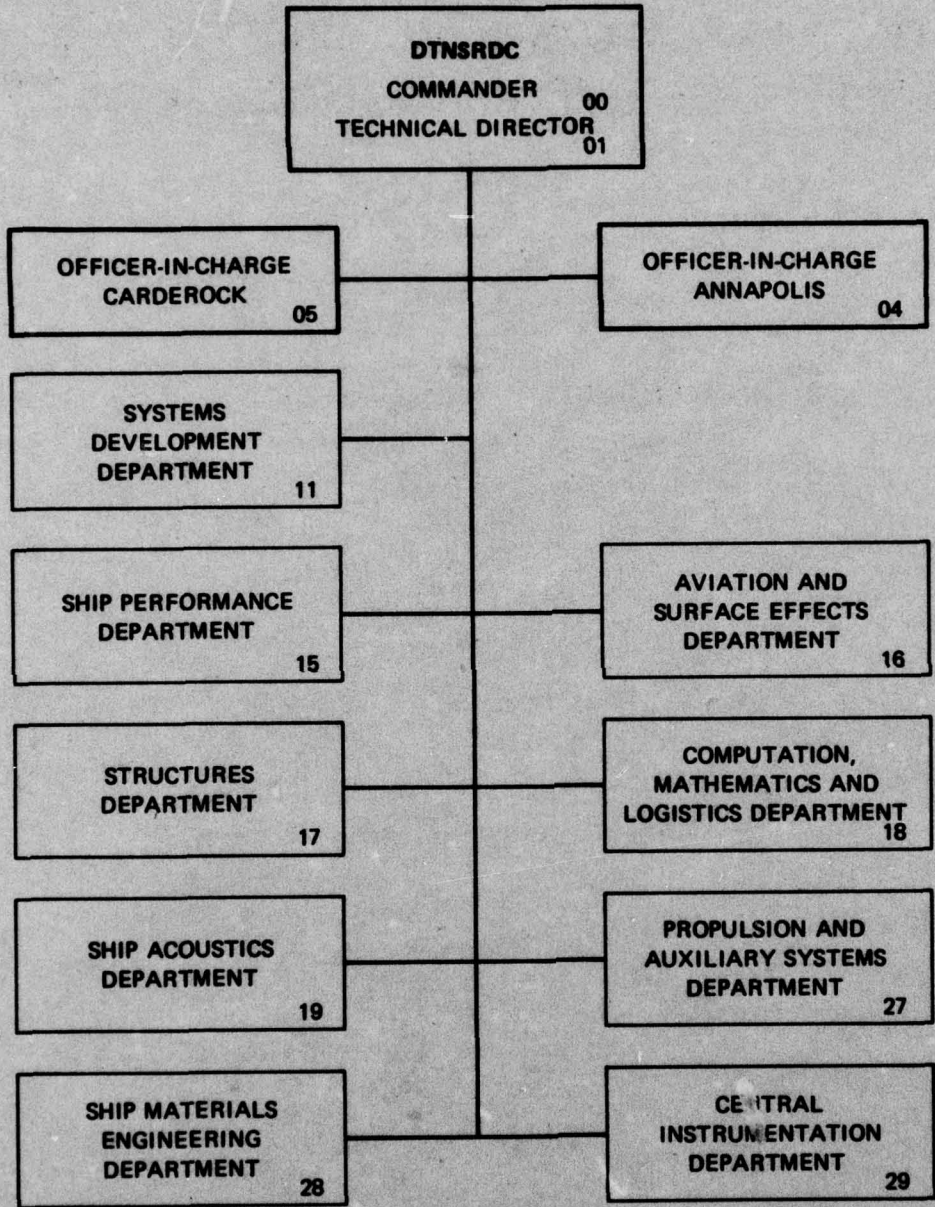 DTNSRDC
COMMANDER 00
TECHNICAL DIRECTOR 01
OFFICER-IN-CHARGE
CARDEROCK
05
OFFICER-IN-CHARGE
ANNAPOLIS
04
SYSTEMS
DEVELOPMENT
DEPARTMENT
11
SHIP PERFORMANCE
DEPARTMENT
15
AVIATION AND
SURFACE EFFECTS
DEPARTMENT
16
STRUCTURES
DEPARTMENT
17
COMPUTATION,
MATHEMATICS AND
LOGISTICS DEPARTMENT
18
SHIP ACOUSTICS
DEPARTMENT
19
PROPULSION AND
AUXILIARY SYSTEMS
DEPARTMENT
27
SHIP MATERIALS
ENGINEERING
DEPARTMENT
28
CENTRAL
INSTRUMENTATION
DEPARTMENT
29